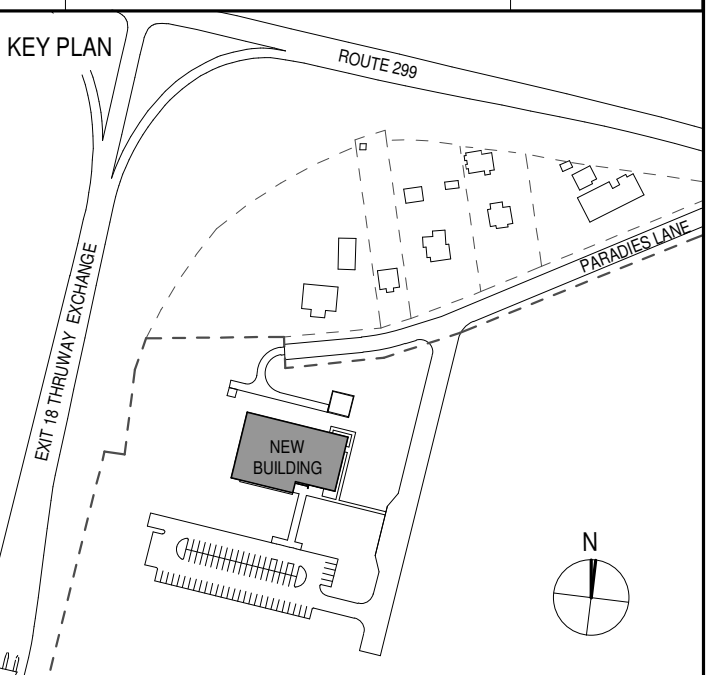 KEY PLAN
ROUTE 299
PARADIES LANE
EXIT 18 THRUWAY EXCHANGE
NEW
BUILDING
N